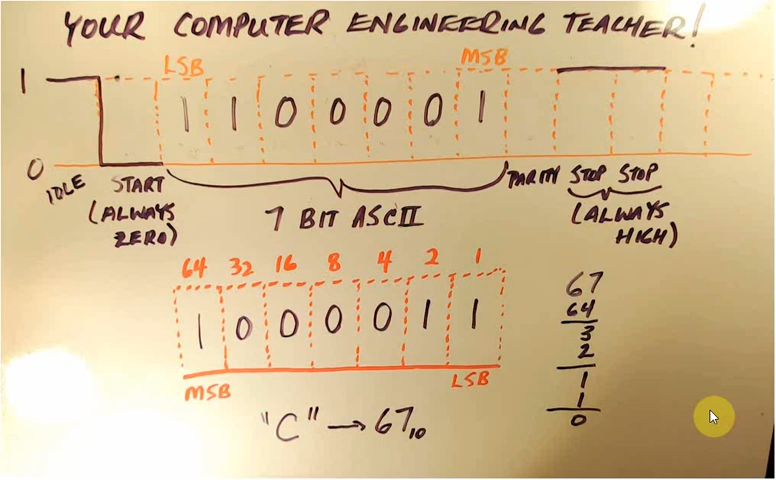 YOUR COMPUTER ENGINEERING TEACHER!
LSB MSB
1
1 1 0 0 0 0 1
0
IDLE START PARITY STOP STOP
(ALWAYS ZERO) 7 BIT ASCII (ALWAYS HIGH)
64 32 16 8 4 2 1
1 0 0 0 0 1 1
MSB LSB
"C" → 67₁₀
67
64
3
2
1
1
0